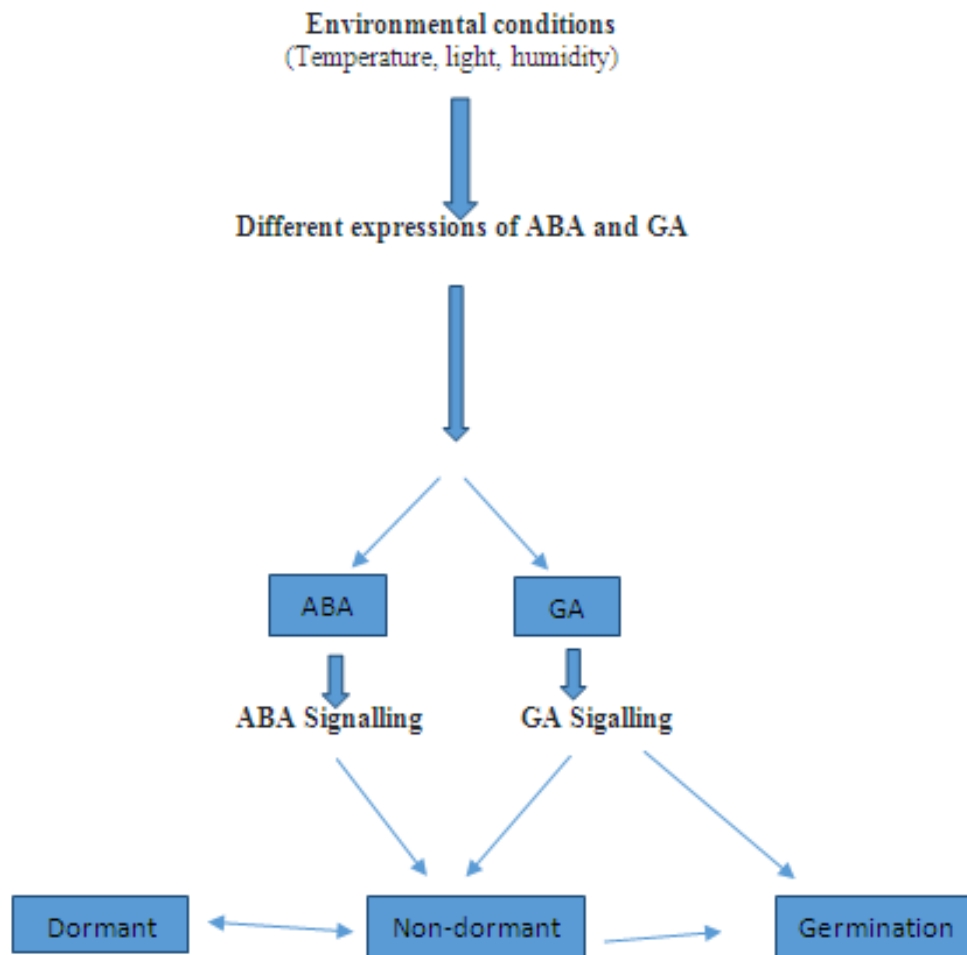 Environmental conditions
(Temperature, light, humidity)
Different expressions of ABA and GA
ABA
GA
ABA Signalling
GA Sigalling
Dormant
Non-dormant
Germination